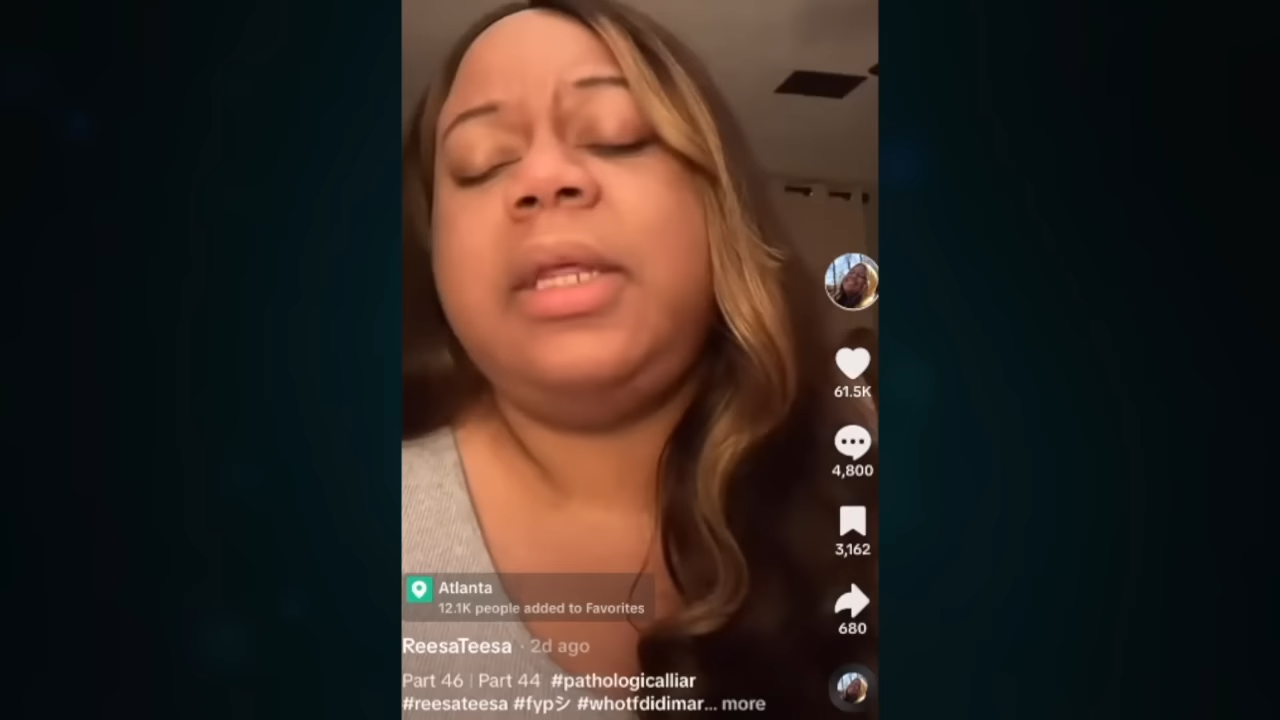 61.5K
4,800
3,162
Atlanta
12.1K people added to Favorites
680
ReesaTeesa · 2d ago
Part 46 | Part 44 #pathologicalliar
#reesateesa #fypシ #whotfdidimar... more